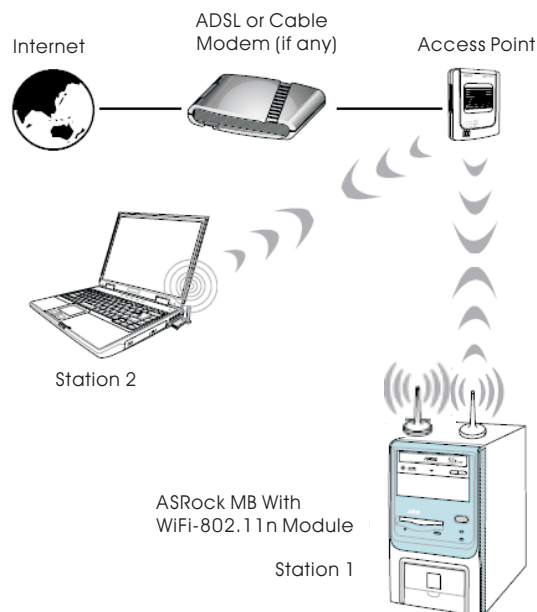 Internet
ADSL or Cable
Modem (if any)
Access Point
Station 2
ASRock MB With
WiFi-802.11n Module
Station 1